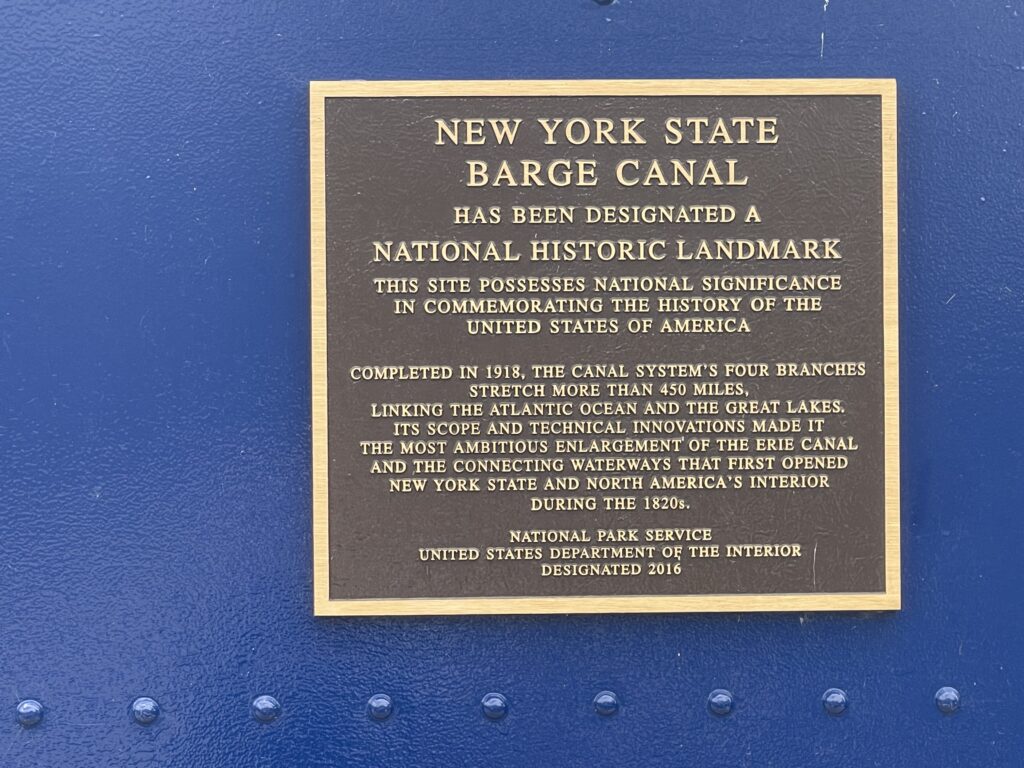 NEW YORK STATE
BARGE CANAL
HAS BEEN DESIGNATED A
NATIONAL HISTORIC LANDMARK
THIS SITE POSSESSES NATIONAL SIGNIFICANCE
IN COMMEMORATING THE HISTORY OF THE
UNITED STATES OF AMERICA
COMPLETED IN 1918, THE CANAL SYSTEM'S FOUR BRANCHES
STRETCH MORE THAN 450 MILES,
LINKING THE ATLANTIC OCEAN AND THE GREAT LAKES.
ITS SCOPE AND TECHNICAL INNOVATIONS MADE IT
THE MOST AMBITIOUS ENLARGEMENT OF THE ERIE CANAL
AND THE CONNECTING WATERWAYS THAT FIRST OPENED
NEW YORK STATE AND NORTH AMERICA'S INTERIOR
DURING THE 1820s.
NATIONAL PARK SERVICE
UNITED STATES DEPARTMENT OF THE INTERIOR
DESIGNATED 2016